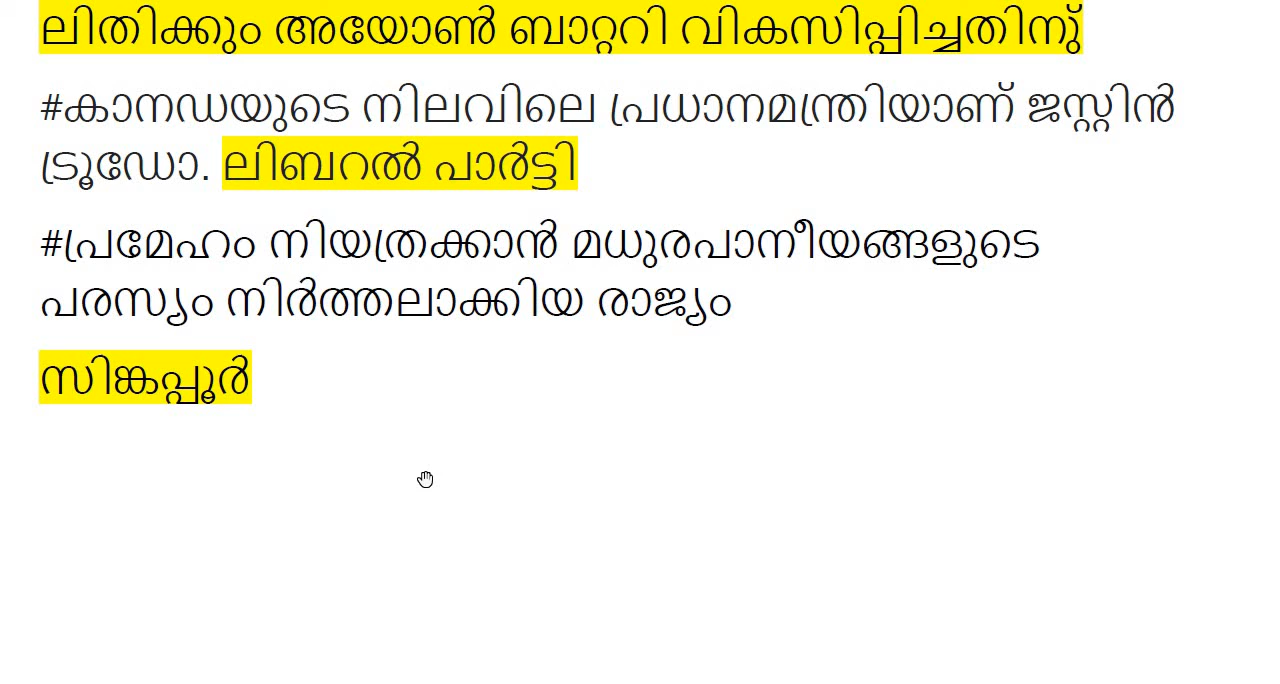 ലിതിക്കും അയോൺ ബാറ്ററി വികസിപ്പിച്ചതിനു്
#കാനഡയുടെ നിലവിലെ പ്രധാനമന്ത്രിയാണ് ജസ്റ്റിൻ
ട്രൂഡോ. ലിബറൽ പാർട്ടി
#പ്രമേഹം നിയത്രക്കാൻ മധുരപാനീയങ്ങളുടെ
പരസ്യം നിർത്തലാക്കിയ രാജ്യം
സിങ്കപ്പൂർ